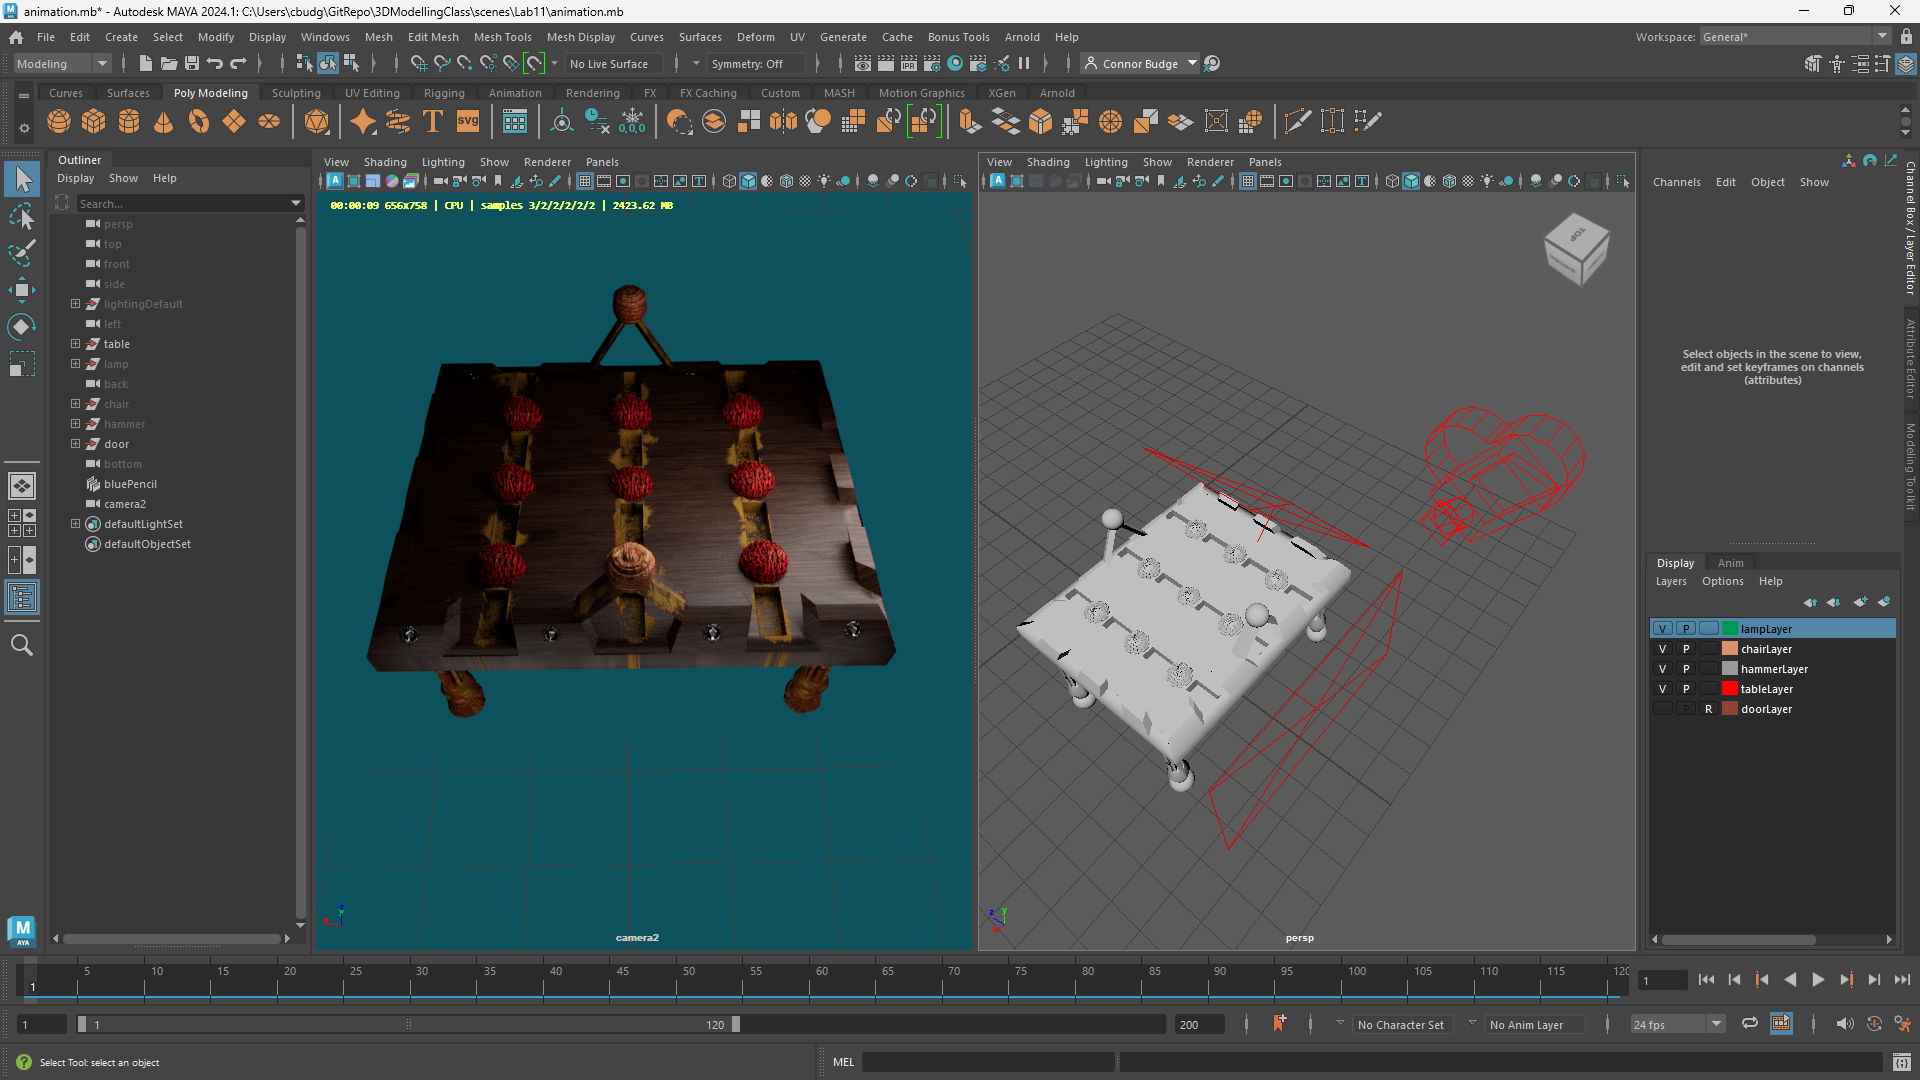 animation.mb* - Autodesk MAYA 2024.1: C:\Users\cbudg\GitRepo\3DModellingClass\scenes\Lab11\animation.mb
File Edit Create Select Modify Display Windows Mesh Edit Mesh Mesh Tools Mesh Display Curves Surfaces Deform UV Generate Cache Bonus Tools Arnold Help
Workspace: General*
Modeling
No Live Surface
Symmetry: Off
Connor Budge
Curves Surfaces Poly Modeling Sculpting UV Editing Rigging Animation Rendering FX FX Caching Custom MASH Motion Graphics XGen Arnold
svg
0,0,0
Outliner
Display Show Help
Search...
persp
top
front
side
lightingDefault
left
table
lamp
back
chair
hammer
door
bottom
bluePencil
camera2
defaultLightSet
defaultObjectSet
View Shading Lighting Show Renderer Panels
00:00:09 656x758 | CPU | samples 3/2/2/2/2/2 | 2423.62 MB
camera2
View Shading Lighting Show Renderer Panels
TOP
persp
Channels Edit Object Show
Select objects in the scene to view,
edit and set keyframes on channels
(attributes)
Channel Box / Layer Editor
Attribute Editor
Modeling Toolkit
Display Anim
Layers Options Help
V P lampLayer
V P chairLayer
V P hammerLayer
V P tableLayer
P R doorLayer
M
AYA
5 10 15 20 25 30 35 40 45 50 55 60 65 70 75 80 85 90 95 100 105 110 115 120
1
1
1
1
120
200
No Character Set
No Anim Layer
24 fps
Select Tool: select an object
MEL